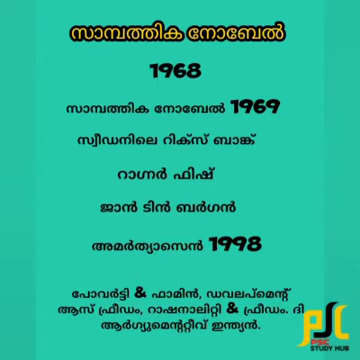 സാമ്പത്തിക നോബേൽ
1968
സാമ്പത്തിക നോബേൽ 1969
സ്വീഡനിലെ റിക്സ് ബാങ്ക്
റാഗ്നർ ഫിഷ്
ജാൻ ടിൻ ബർഗൻ
അമർത്യാസെൻ 1998
പോവർട്ടി & ഫാമിൻ, ഡവലപ്മെന്റ്
ആസ് ഫ്രീഡം, റാഷനാലിറ്റി & ഫ്രീഡം. ദി
ആർഗ്യുമെന്ററ്റീവ് ഇന്ത്യൻ.
PSC
STUDY HUB